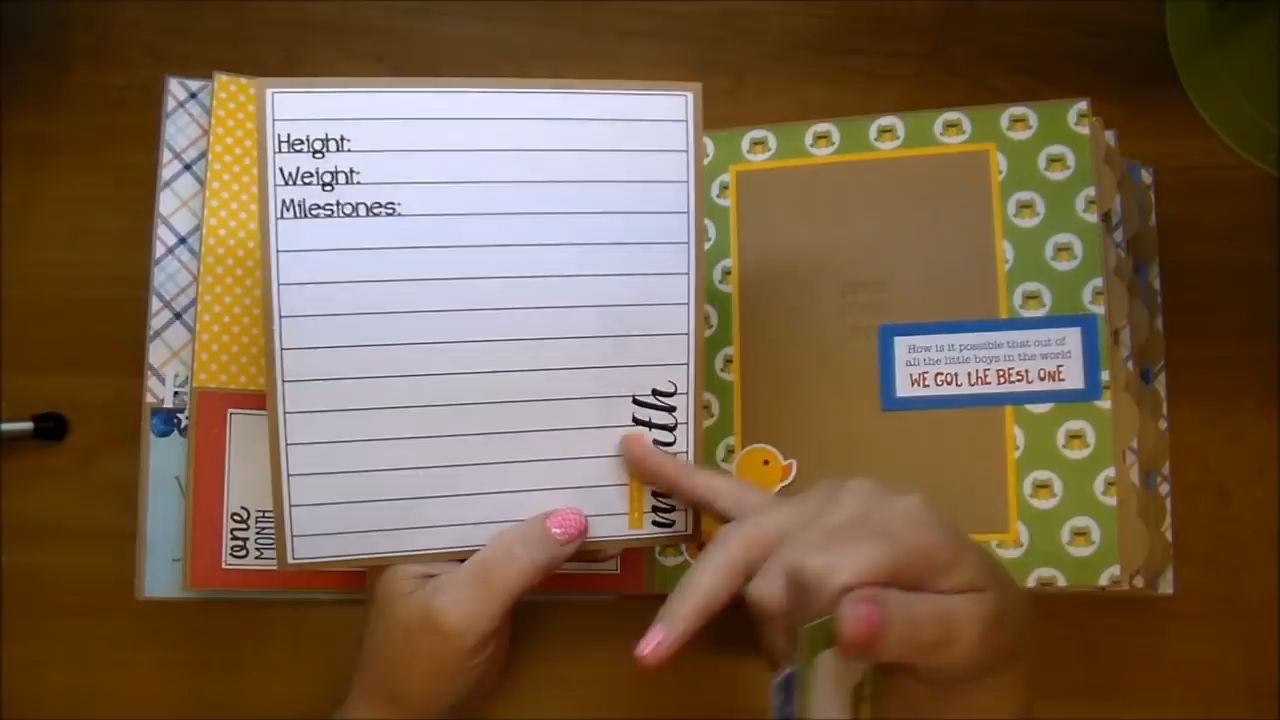 Height:
Weight:
Milestones:
one
MONTH
How is it possible that out of
all the little boys in the world
WE GOt thE BESt ONE